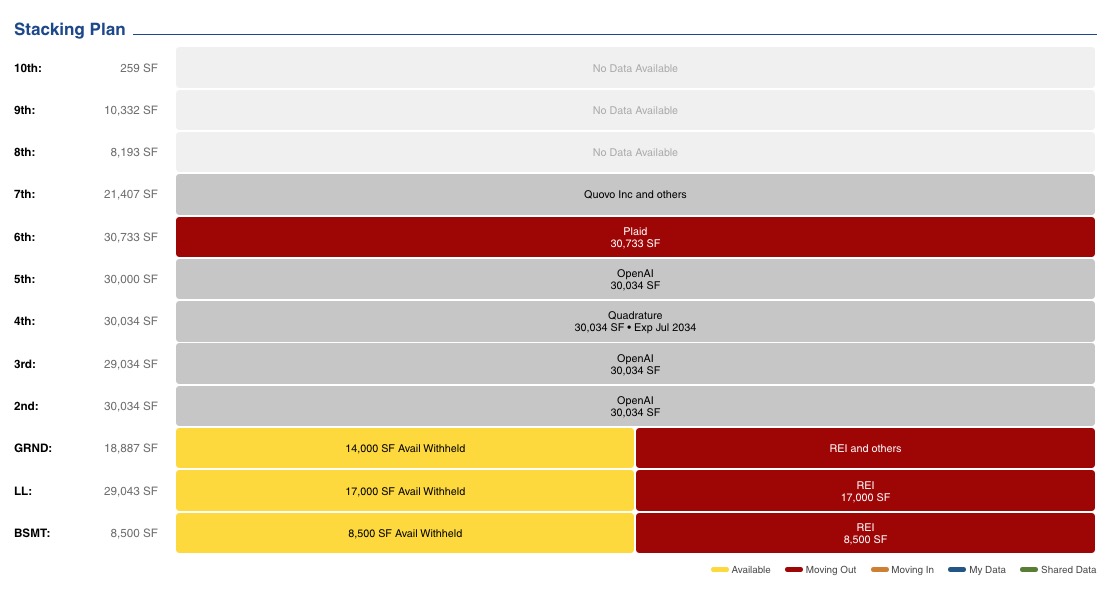 Stacking Plan
10th: 259 SF No Data Available
9th: 10,332 SF No Data Available
8th: 8,193 SF No Data Available
7th: 21,407 SF Quovo Inc and others
6th: 30,733 SF Plaid
30,733 SF
5th: 30,000 SF OpenAI
30,034 SF
4th: 30,034 SF Quadrature
30,034 SF • Exp Jul 2034
3rd: 29,034 SF OpenAI
30,034 SF
2nd: 30,034 SF OpenAI
30,034 SF
GRND: 18,887 SF 14,000 SF Avail Withheld REI and others
LL: 29,043 SF 17,000 SF Avail Withheld REI
17,000 SF
BSMT: 8,500 SF 8,500 SF Avail Withheld REI
8,500 SF
Available Moving Out Moving In My Data Shared Data